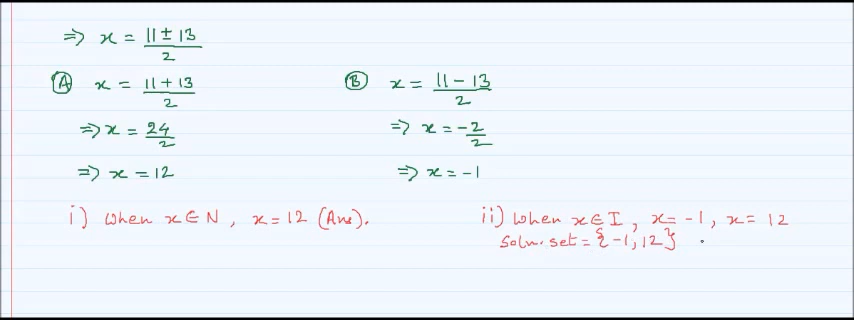 ⇒ x = (11 ± 13)/2
Ⓐ x = (11 + 13)/2
⇒ x = 24/2
⇒ x = 12
Ⓑ x = (11 − 13)/2
⇒ x = −2/2
⇒ x = −1
i) When x ∈ N, x = 12 (Ans).
ii) When x ∈ I, x = −1, x = 12
Soln. set = {−1, 12}